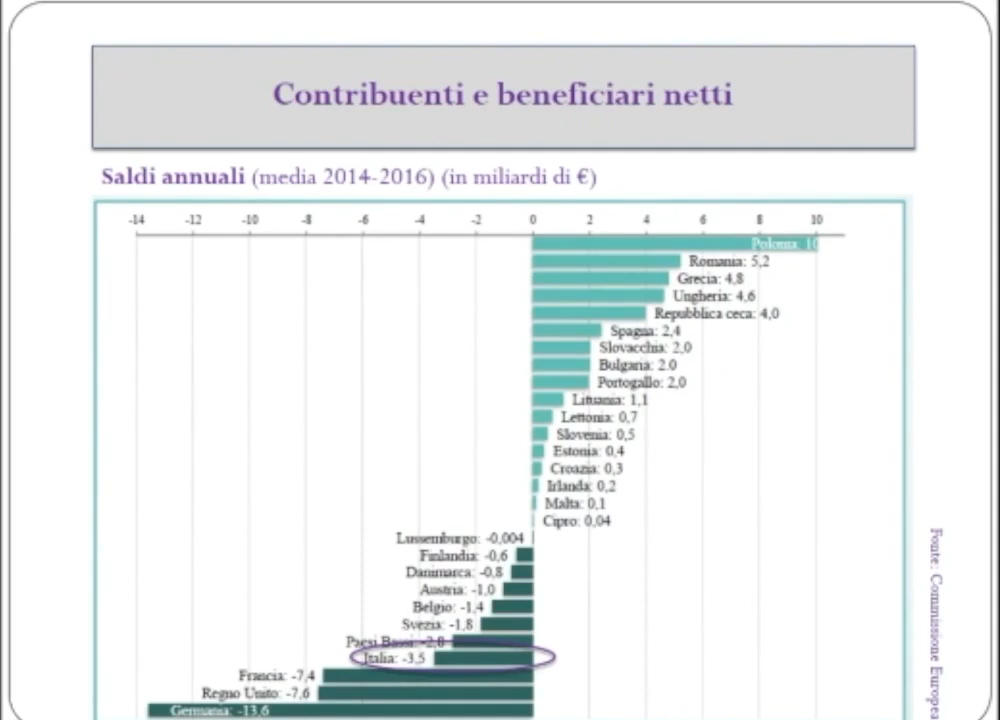 Contribuenti e beneficiari netti
Saldi annuali (media 2014-2016) (in miliardi di €)
-14 -12 -10 -8 -6 -4 -2 0 2 4 6 8 10
Polonia: 10
Romania: 5,2
Grecia: 4,8
Ungheria: 4,6
Repubblica ceca: 4,0
Spagna: 2,4
Slovacchia: 2,0
Bulgaria: 2.0
Portogallo: 2,0
Lituania: 1,1
Lettonia: 0,7
Slovenia: 0,5
Estonia: 0,4
Croazia: 0,3
Irlanda: 0,2
Malta: 0,1
Cipro: 0,04
Lussemburgo: -0,004
Finlandia: -0,6
Danimarca: -0,8
Austria: -1,0
Belgio: -1,4
Svezia: -1,8
Paesi Bassi:
Italia: -3,5
Francia: -7,4
Regno Unito: -7,6
Germania: -13,6
Fonte: Commissione Europea